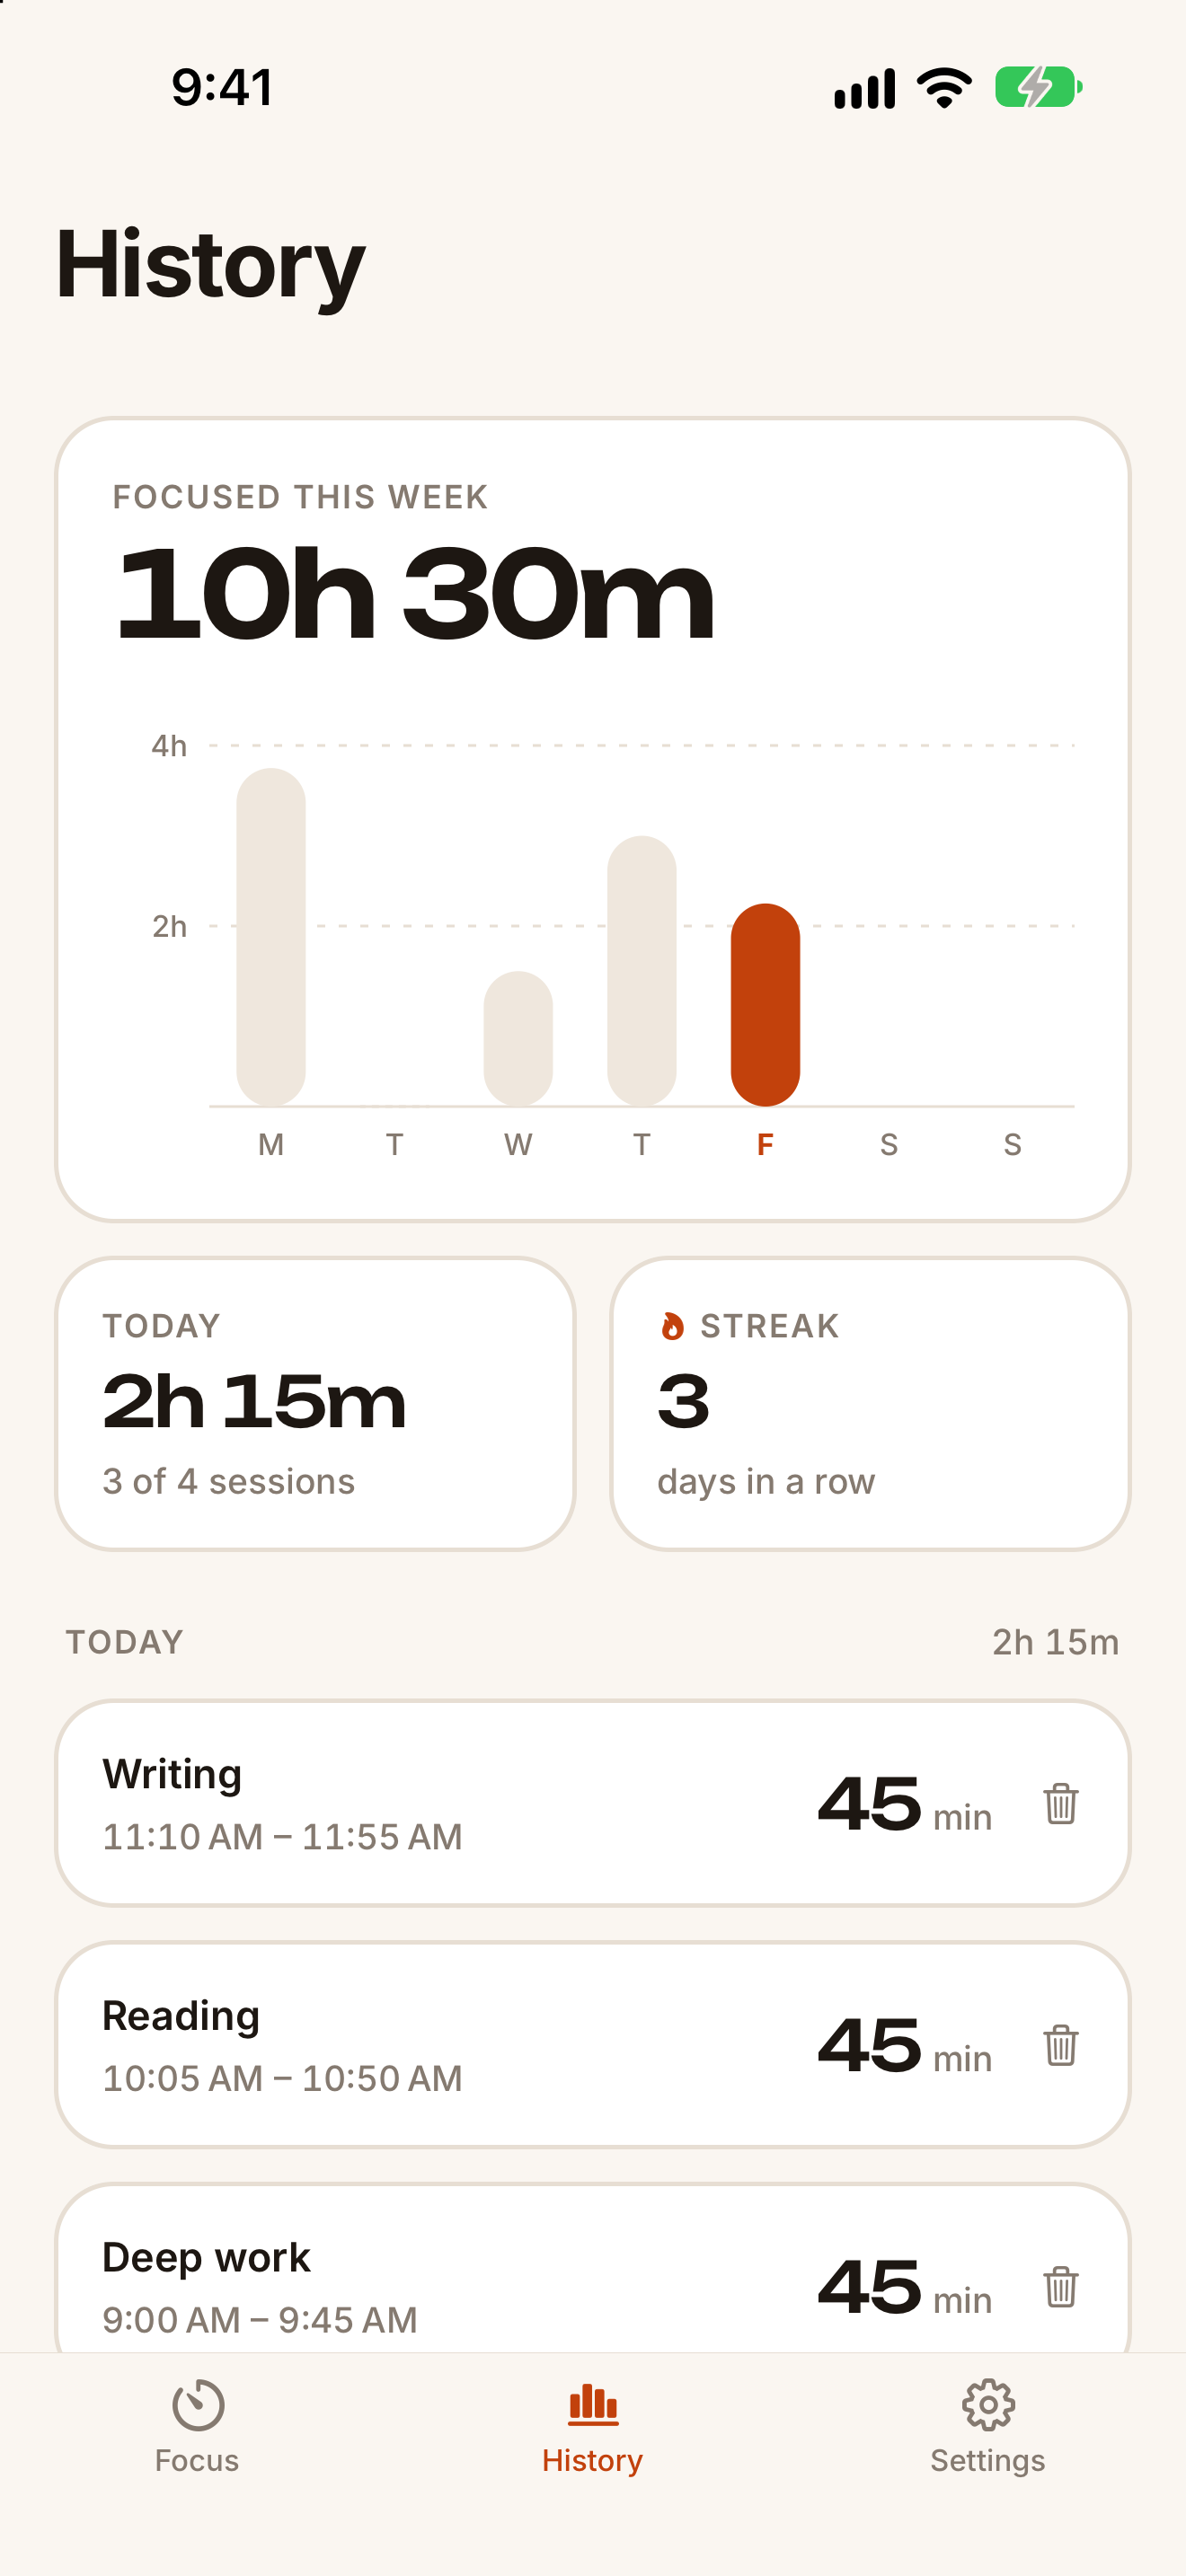 9:41
History
FOCUSED THIS WEEK
10h 30m
4h
2h
M T W T F S S
TODAY
2h 15m
3 of 4 sessions
STREAK
3
days in a row
TODAY 2h 15m
Writing
11:10 AM – 11:55 AM
45 min
Reading
10:05 AM – 10:50 AM
45 min
Deep work
9:00 AM – 9:45 AM
45 min
Focus History Settings